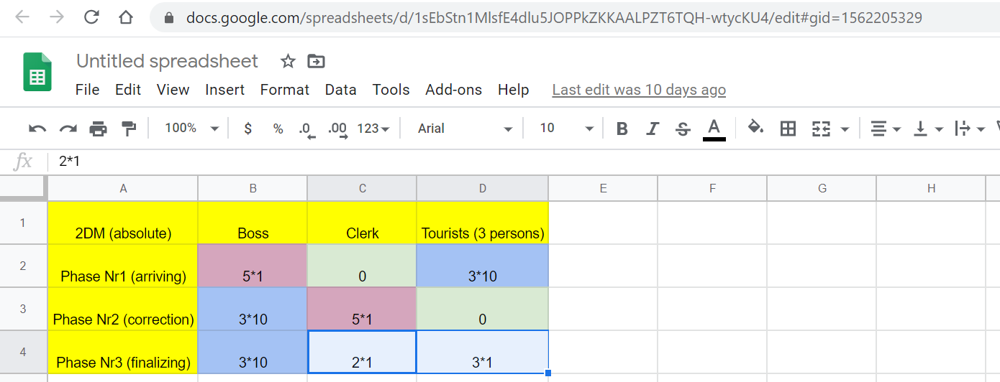 docs.google.com/spreadsheets/d/1sEbStn1MlsfE4dlu5JOPPkZKKAALPZT6TQH-wtycKU4/edit#gid=1562205329
Untitled spreadsheet
File Edit View Insert Format Data Tools Add-ons Help Last edit was 10 days ago
100% $ % .0 .00 123 Arial 10 B I S A
fx 2*1
A B C D E F G H
1 2DM (absolute) Boss Clerk Tourists (3 persons)
2 Phase Nr1 (arriving) 5*1 0 3*10
3 Phase Nr2 (correction) 3*10 5*1 0
4 Phase Nr3 (finalizing) 3*10 2*1 3*1